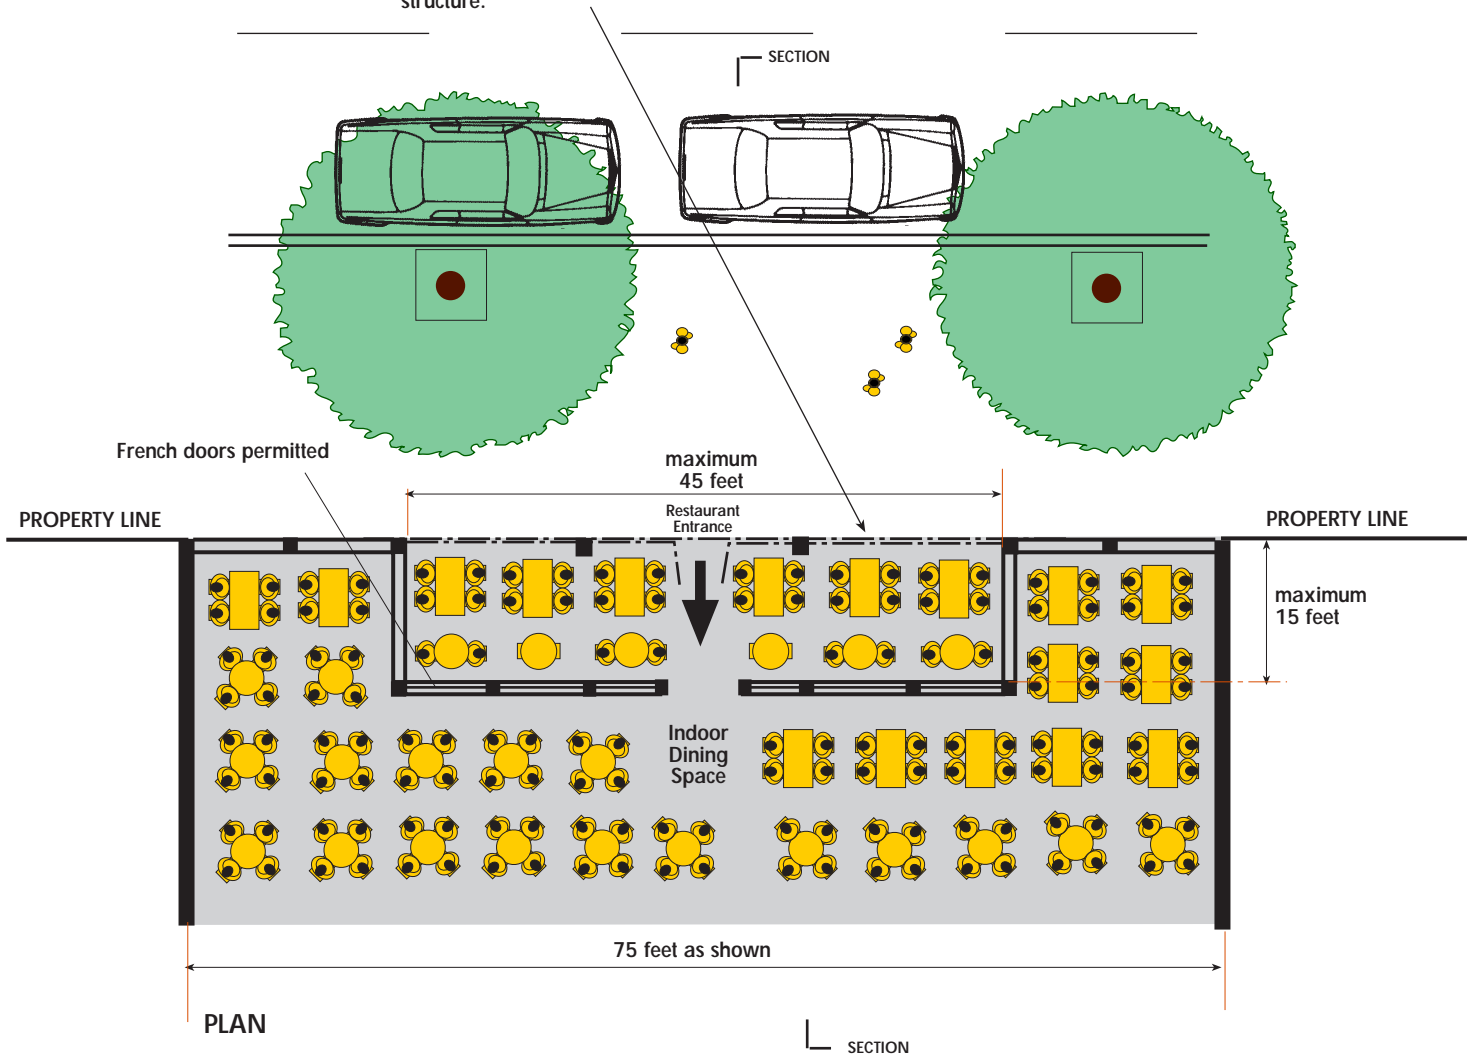 structure.
SECTION
French doors permitted
maximum
45 feet
Restaurant
Entrance
PROPERTY LINE
PROPERTY LINE
maximum
15 feet
Indoor
Dining
Space
75 feet as shown
PLAN
SECTION